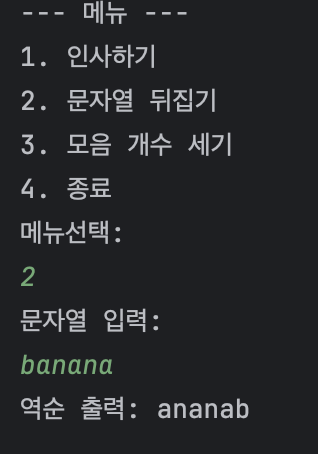 --- 메뉴 ---
1. 인사하기
2. 문자열 뒤집기
3. 모음 개수 세기
4. 종료
메뉴선택:
2
문자열 입력:
banana
역순 출력: ananab